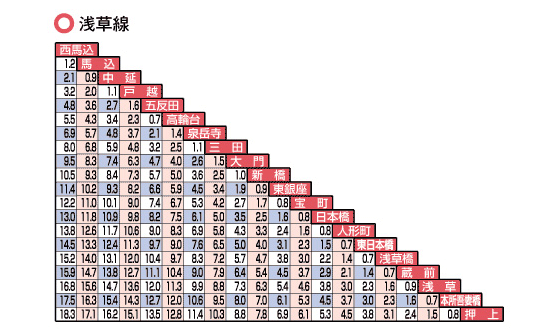 浅草線
西馬込
1.2 馬込
2.1 0.9 中延
3.2 2.0 1.1 戸越
4.8 3.6 2.7 1.6 五反田
5.5 4.3 3.4 2.3 0.7 高輪台
6.9 5.7 4.8 3.7 2.1 1.4 泉岳寺
8.0 6.8 5.9 4.8 3.2 2.5 1.1 三田
9.5 8.3 7.4 6.3 4.7 4.0 2.6 1.5 大門
10.5 9.3 8.4 7.3 5.7 5.0 3.6 2.5 1.0 新橋
11.4 10.2 9.3 8.2 6.6 5.9 4.5 3.4 1.9 0.9 東銀座
12.2 11.0 10.1 9.0 7.4 6.7 5.3 4.2 2.7 1.7 0.8 宝町
13.0 11.8 10.9 9.8 8.2 7.5 6.1 5.0 3.5 2.5 1.6 0.8 日本橋
13.8 12.6 11.7 10.6 9.0 8.3 6.9 5.8 4.3 3.3 2.4 1.6 0.8 人形町
14.5 13.3 12.4 11.3 9.7 9.0 7.6 6.5 5.0 4.0 3.1 2.3 1.5 0.7 東日本橋
15.2 14.0 13.1 12.0 10.4 9.7 8.3 7.2 5.7 4.7 3.8 3.0 2.2 1.4 0.7 浅草橋
15.9 14.7 13.8 12.7 11.1 10.4 9.0 7.9 6.4 5.4 4.5 3.7 2.9 2.1 1.4 0.7 蔵前
16.8 15.6 14.7 13.6 12.0 11.3 9.9 8.8 7.3 6.3 5.4 4.6 3.8 3.0 2.3 1.6 0.9 浅草
17.5 16.3 15.4 14.3 12.7 12.0 10.6 9.5 8.0 7.0 6.1 5.3 4.5 3.7 3.0 2.3 1.6 0.7 本所吾妻橋
18.3 17.1 16.2 15.1 13.5 12.8 11.4 10.3 8.8 7.8 6.9 6.1 5.3 4.5 3.8 3.1 2.4 1.5 0.8 押上